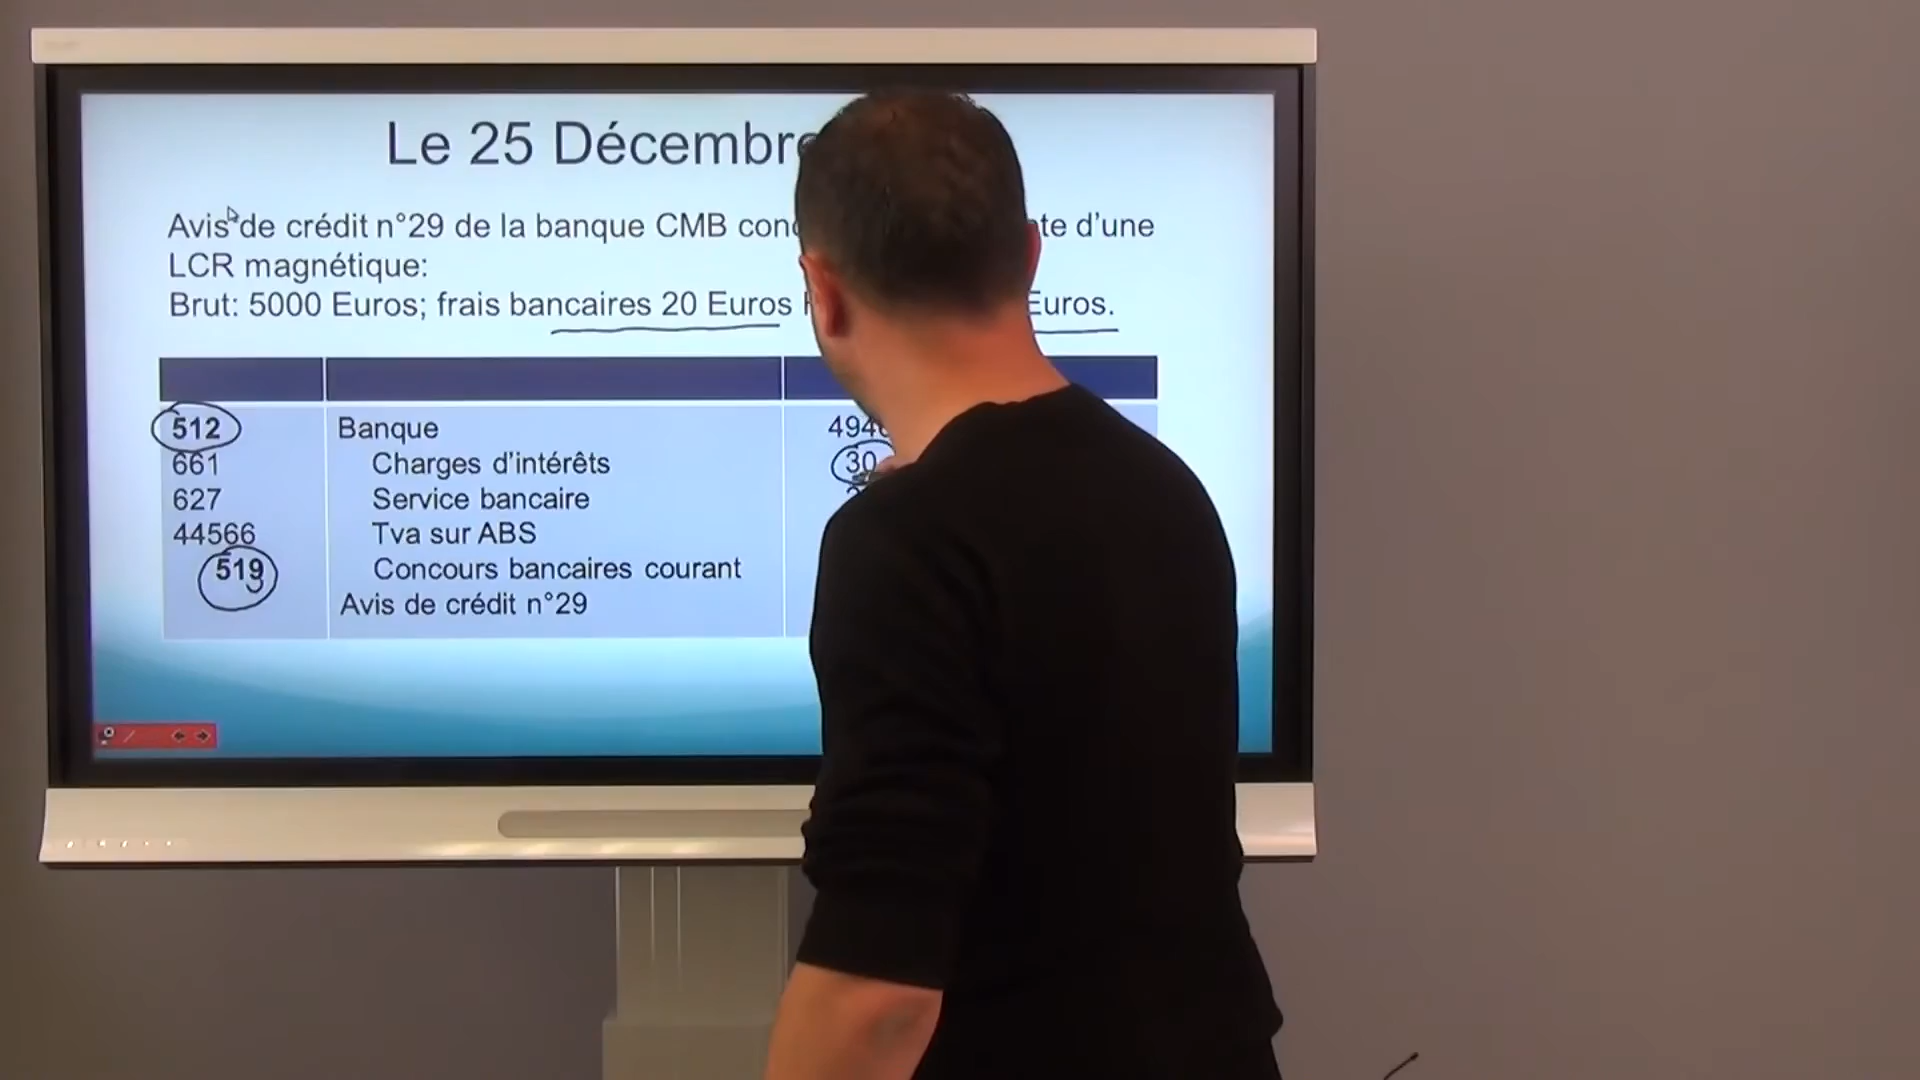 Le 25 Décembre
Avis de crédit n°29 de la banque CMB d'une
LCR magnétique:
Brut: 5000 Euros; frais bancaires 20 Euros Euros.
512 Banque
661 Charges d'intérêts 30
627 Service bancaire
44566 Tva sur ABS
519 Concours bancaires courant
Avis de crédit n°29